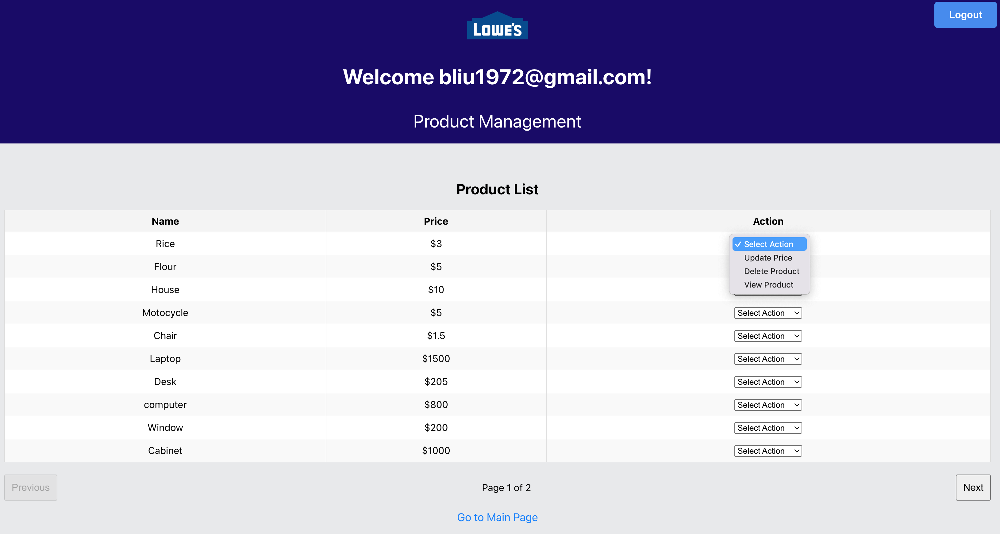 Logout
LOWE'S
Welcome bliu1972@gmail.com!
Product Management
Product List
Name Price Action
Rice $3 ✓ Select Action
Update Price
Flour $5 Delete Product
House $10 View Product
Motocycle $5 Select Action
Chair $1.5 Select Action
Laptop $1500 Select Action
Desk $205 Select Action
computer $800 Select Action
Window $200 Select Action
Cabinet $1000 Select Action
Previous Page 1 of 2 Next
Go to Main Page